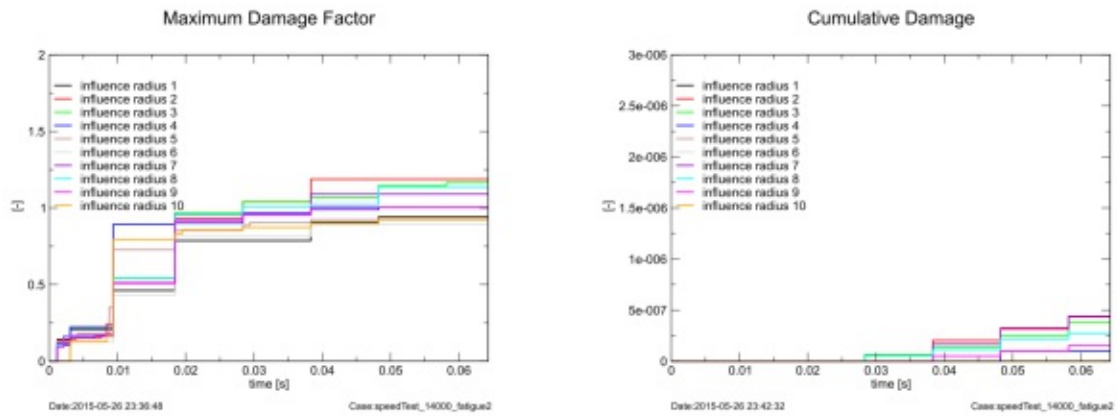 Maximum Damage Factor
2
1.5
1
0.5
0
[-]
influence radius 1
influence radius 2
influence radius 3
influence radius 4
influence radius 5
influence radius 6
influence radius 7
influence radius 8
influence radius 9
influence radius 10
0 0.01 0.02 0.03 0.04 0.05 0.06
time [s]
Date:2015-05-26 23:36:48 Case:speedTest_14000_fatigue2
Cumulative Damage
3e-006
2.5e-006
2e-006
1.5e-006
1e-006
5e-007
0
[-]
influence radius 1
influence radius 2
influence radius 3
influence radius 4
influence radius 5
influence radius 6
influence radius 7
influence radius 8
influence radius 9
influence radius 10
0 0.01 0.02 0.03 0.04 0.05 0.06
time [s]
Date:2015-05-26 23:42:32 Case:speedTest_14000_fatigue2